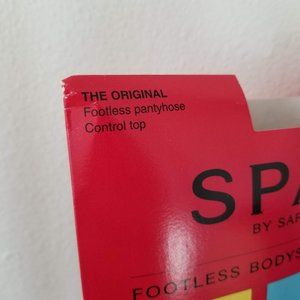 THE ORIGINAL
Footless pantyhose
Control top
SPA
BY SAR
FOOTLESS BODYS